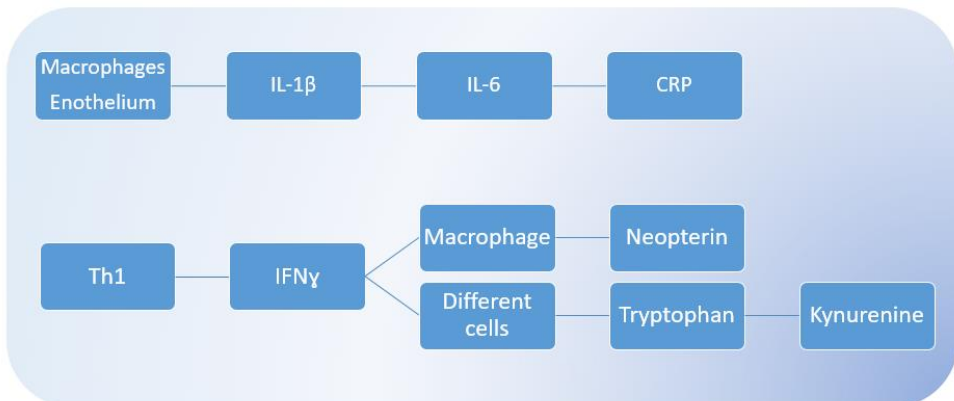 Macrophages
Enothelium
IL-1β
IL-6
CRP
Th1
IFNɣ
Macrophage
Neopterin
Different
cells
Tryptophan
Kynurenine